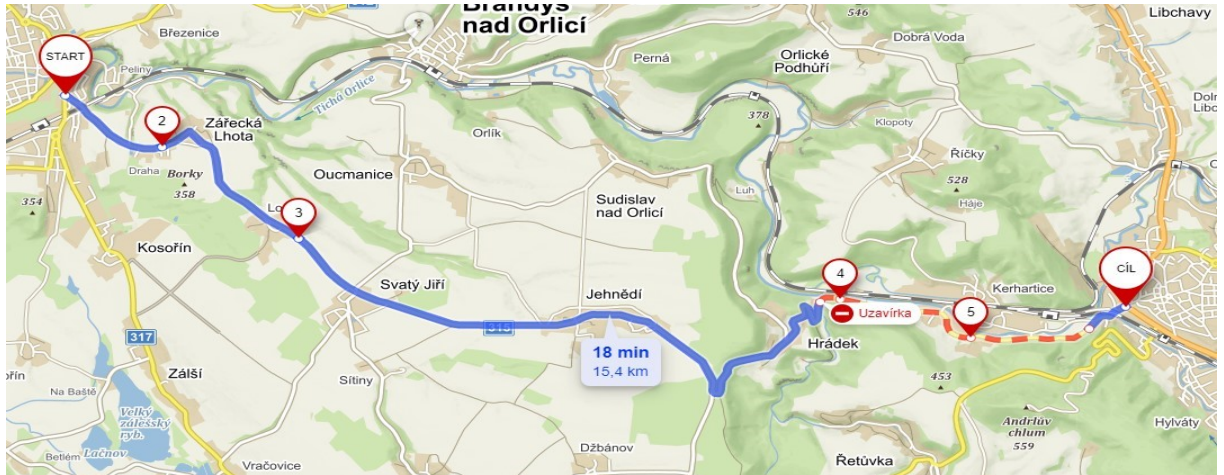 312
Brandýs
nad Orlicí
Březenice
546
Dobrá Voda
Libchavy
START
Peliny
Perná
Orlické
Podhůří
Tichá Orlice
2
Zářecká
Lhota
Orlík
378
Klopoty
Říčky
Draha
Borky
358
Oucmanice
Luh
528
Háje
354
3
Sudislav
nad Orlicí
Kosořín
4
CÍL
Svatý Jiří
Jehnědí
Kerhartice
Uzavírka
5
315
317
18 min
15,4 km
Hrádek
Zálší
Sítiny
453
Na Baště
Andrlův
chlum
559
Hylváty
Velký
zálešský
ryb.
Lačnov
Betlém
Vračovice
Džbánov
Řetůvka